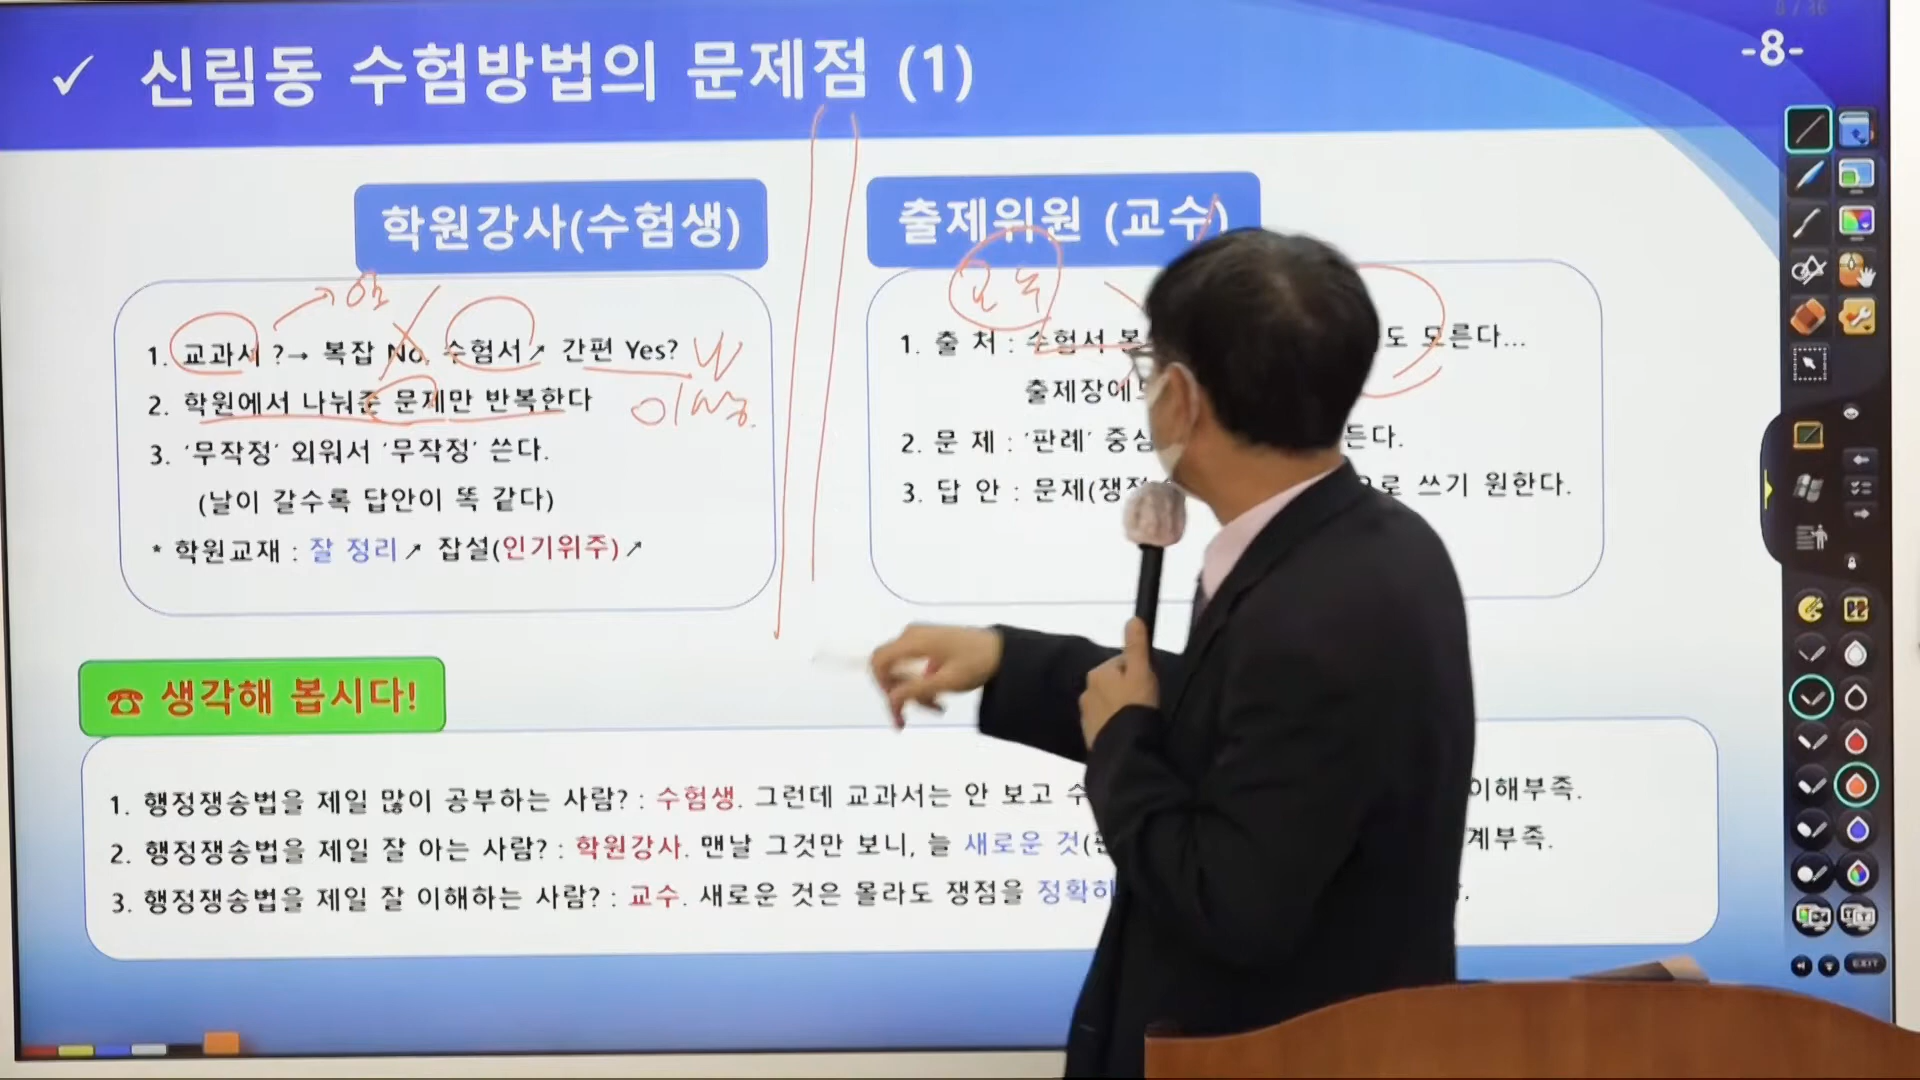 -8-
✓ 신림동 수험방법의 문제점 (1)
학원강사(수험생)
1. 교과서 ?→ 복잡 No. 수험서↗ 간편 Yes?
2. 학원에서 나눠준 문제만 반복한다
3. ‘무작정’ 외워서 ‘무작정’ 쓴다.
(날이 갈수록 답안이 똑 같다)
* 학원교재 : 잘 정리↗ 잡설(인기위주)↗
출제위원 (교수)
교수
1. 출 처 : 수험서 도 모른다...
출제장에
2. 문 제 : ‘판례’ 중심 든다.
3. 답 안 : 문제(쟁점 으로 쓰기 원한다.
☎ 생각해 봅시다!
1. 행정쟁송법을 제일 많이 공부하는 사람? : 수험생. 그런데 교과서는 안 보고 수 이해부족.
2. 행정쟁송법을 제일 잘 아는 사람? : 학원강사. 맨날 그것만 보니, 늘 새로운 것( 계부족.
3. 행정쟁송법을 제일 잘 이해하는 사람? : 교수. 새로운 것은 몰라도 쟁점을 정확하
EXIT